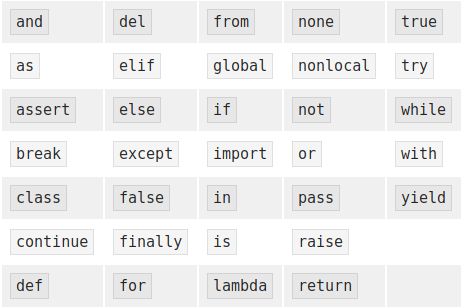 and del from none true
as elif global nonlocal try
assert else if not while
break except import or with
class false in pass yield
continue finally is raise
def for lambda return